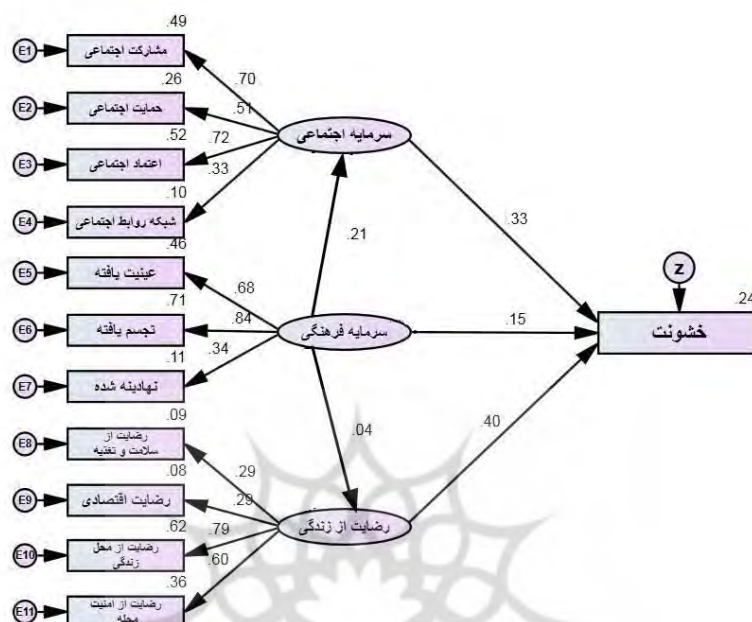 .49
E1
مشارکت اجتماعی
.70
.26
E2
حمایت اجتماعی
.51
.52
E3
اعتماد اجتماعی
.72
.10
E4
شبکه روابط اجتماعی
.33
سرمایه اجتماعی
.21
.33
.46
E5
عینیت یافته
.68
.71
E6
تجسم یافته
.84
.11
E7
نهادینه شده
.34
سرمایه فرهنگی
.15
z
.24
خشونت
.04
.40
.09
E8
رضایت از
سلامت و تغذیه
.29
.08
E9
رضایت اقتصادی
.29
.62
E10
رضایت از محل
زندگی
.79
.36
E11
رضایت از امنیت
محله
.60
رضایت از زندگی